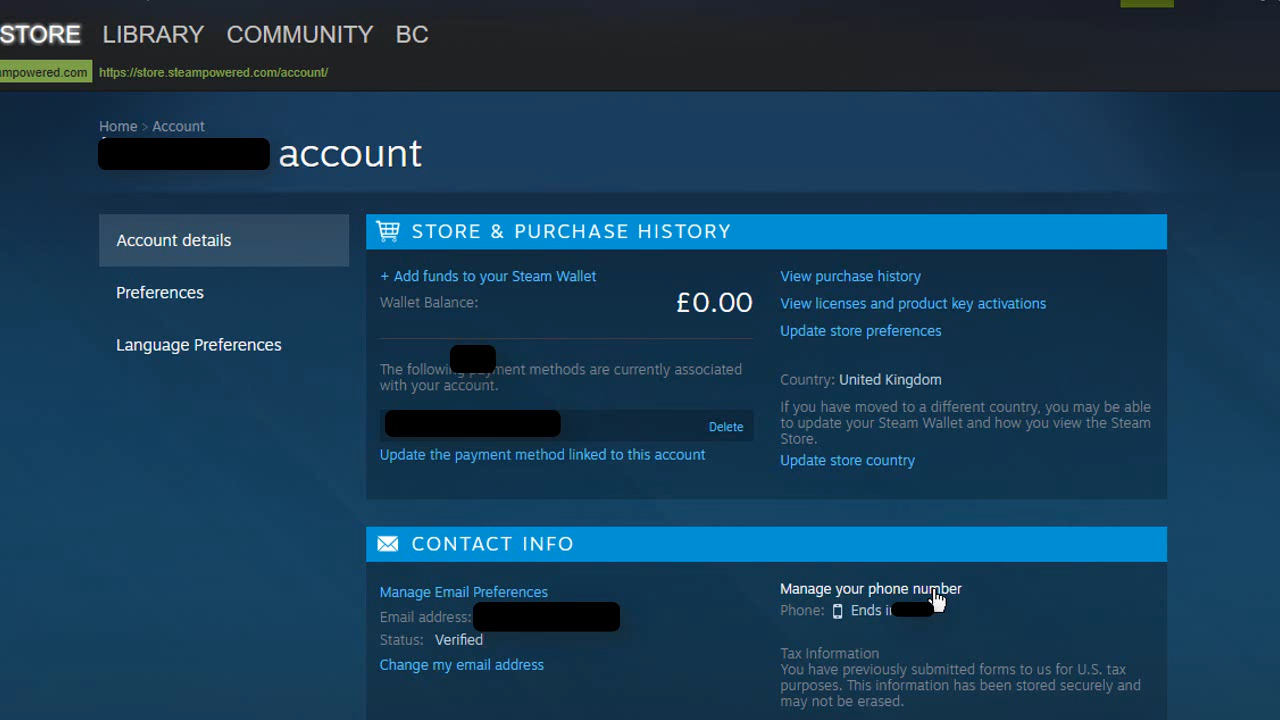 STORE LIBRARY COMMUNITY BC
ampowered.com https://store.steampowered.com/account/
Home > Account
account
Account details
Preferences
Language Preferences
STORE & PURCHASE HISTORY
+ Add funds to your Steam Wallet
Wallet Balance: £0.00
The following payment methods are currently associated
with your account.
Delete
Update the payment method linked to this account
View purchase history
View licenses and product key activations
Update store preferences
Country: United Kingdom
If you have moved to a different country, you may be able
to update your Steam Wallet and how you view the Steam
Store.
Update store country
CONTACT INFO
Manage Email Preferences
Email address:
Status: Verified
Change my email address
Manage your phone number
Phone: Ends in
Tax Information
You have previously submitted forms to us for U.S. tax
purposes. This information has been stored securely and
may not be erased.